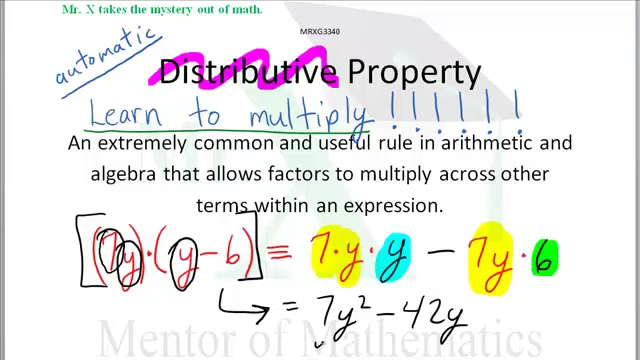 Mr. X takes the mystery out of math.
MRXG3340
automatic
Distributive Property
Learn to multiply !!!!!!
An extremely common and useful rule in arithmetic and
algebra that allows factors to multiply across other
terms within an expression.
[(7y)·(y-6)] ≡ 7·y·y - 7y·6
= 7y² - 42y
Mentor of Mathematics